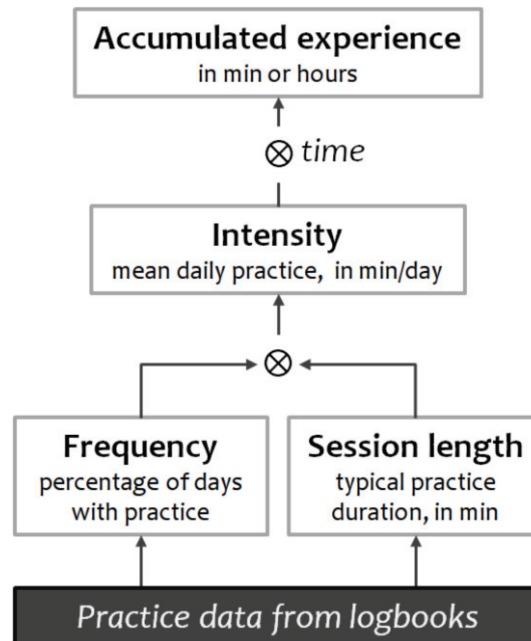 Accumulated experience
in min or hours
⊗ time
Intensity
mean daily practice, in min/day
⊗
Frequency
percentage of days
with practice
Session length
typical practice
duration, in min
Practice data from logbooks